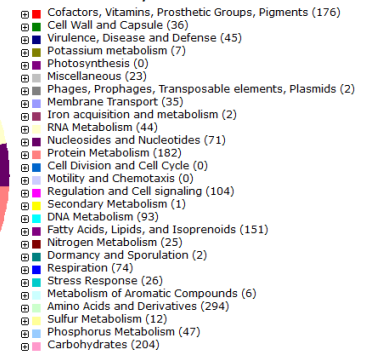 Cofactors, Vitamins, Prosthetic Groups, Pigments (176)
Cell Wall and Capsule (36)
Virulence, Disease and Defense (45)
Potassium metabolism (7)
Photosynthesis (0)
Miscellaneous (23)
Phages, Prophages, Transposable elements, Plasmids (2)
Membrane Transport (35)
Iron acquisition and metabolism (2)
RNA Metabolism (44)
Nucleosides and Nucleotides (71)
Protein Metabolism (182)
Cell Division and Cell Cycle (0)
Motility and Chemotaxis (0)
Regulation and Cell signaling (104)
Secondary Metabolism (1)
DNA Metabolism (93)
Fatty Acids, Lipids, and Isoprenoids (151)
Nitrogen Metabolism (25)
Dormancy and Sporulation (2)
Respiration (74)
Stress Response (26)
Metabolism of Aromatic Compounds (6)
Amino Acids and Derivatives (294)
Sulfur Metabolism (12)
Phosphorus Metabolism (47)
Carbohydrates (204)